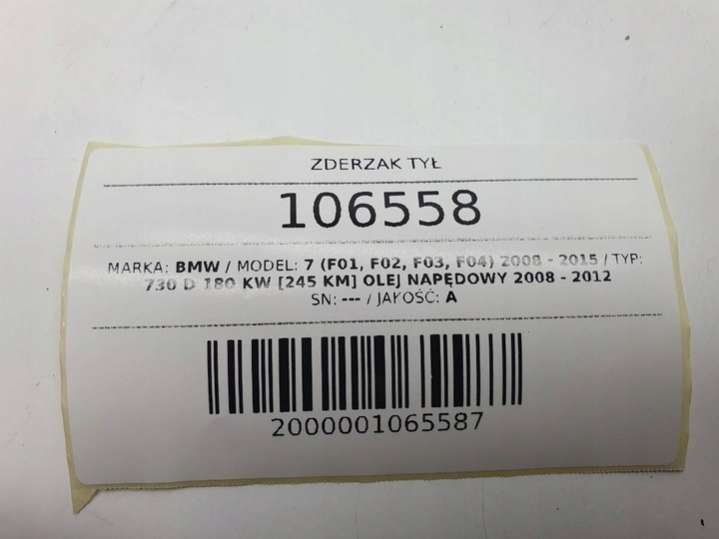 ZDERZAK TYŁ
106558
MARKA: BMW / MODEL: 7 (F01, F02, F03, F04) 2008 - 2015 / TYP:
730 D 180 KW [245 KM] OLEJ NAPĘDOWY 2008 - 2012
SN: --- / JAKOŚĆ: A
2000001065587